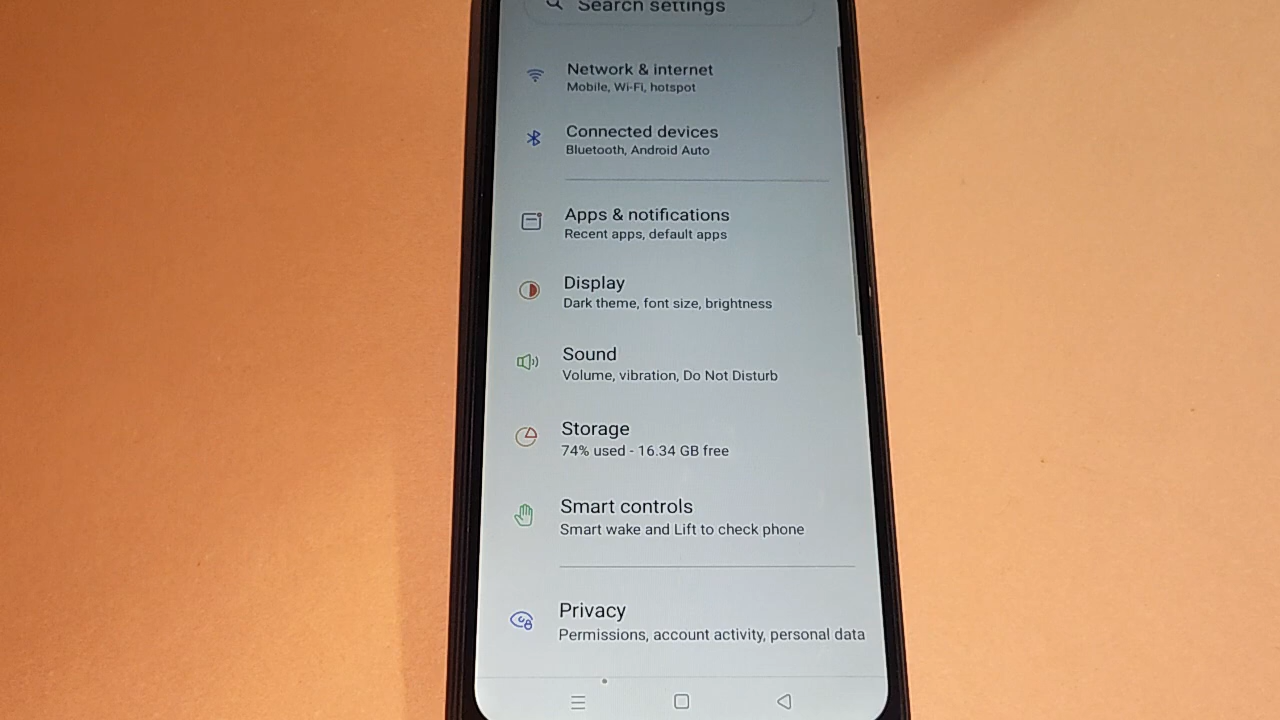 Search settings
Network & internet
Mobile, Wi-Fi, hotspot
Connected devices
Bluetooth, Android Auto
Apps & notifications
Recent apps, default apps
Display
Dark theme, font size, brightness
Sound
Volume, vibration, Do Not Disturb
Storage
74% used - 16.34 GB free
Smart controls
Smart wake and Lift to check phone
Privacy
Permissions, account activity, personal data